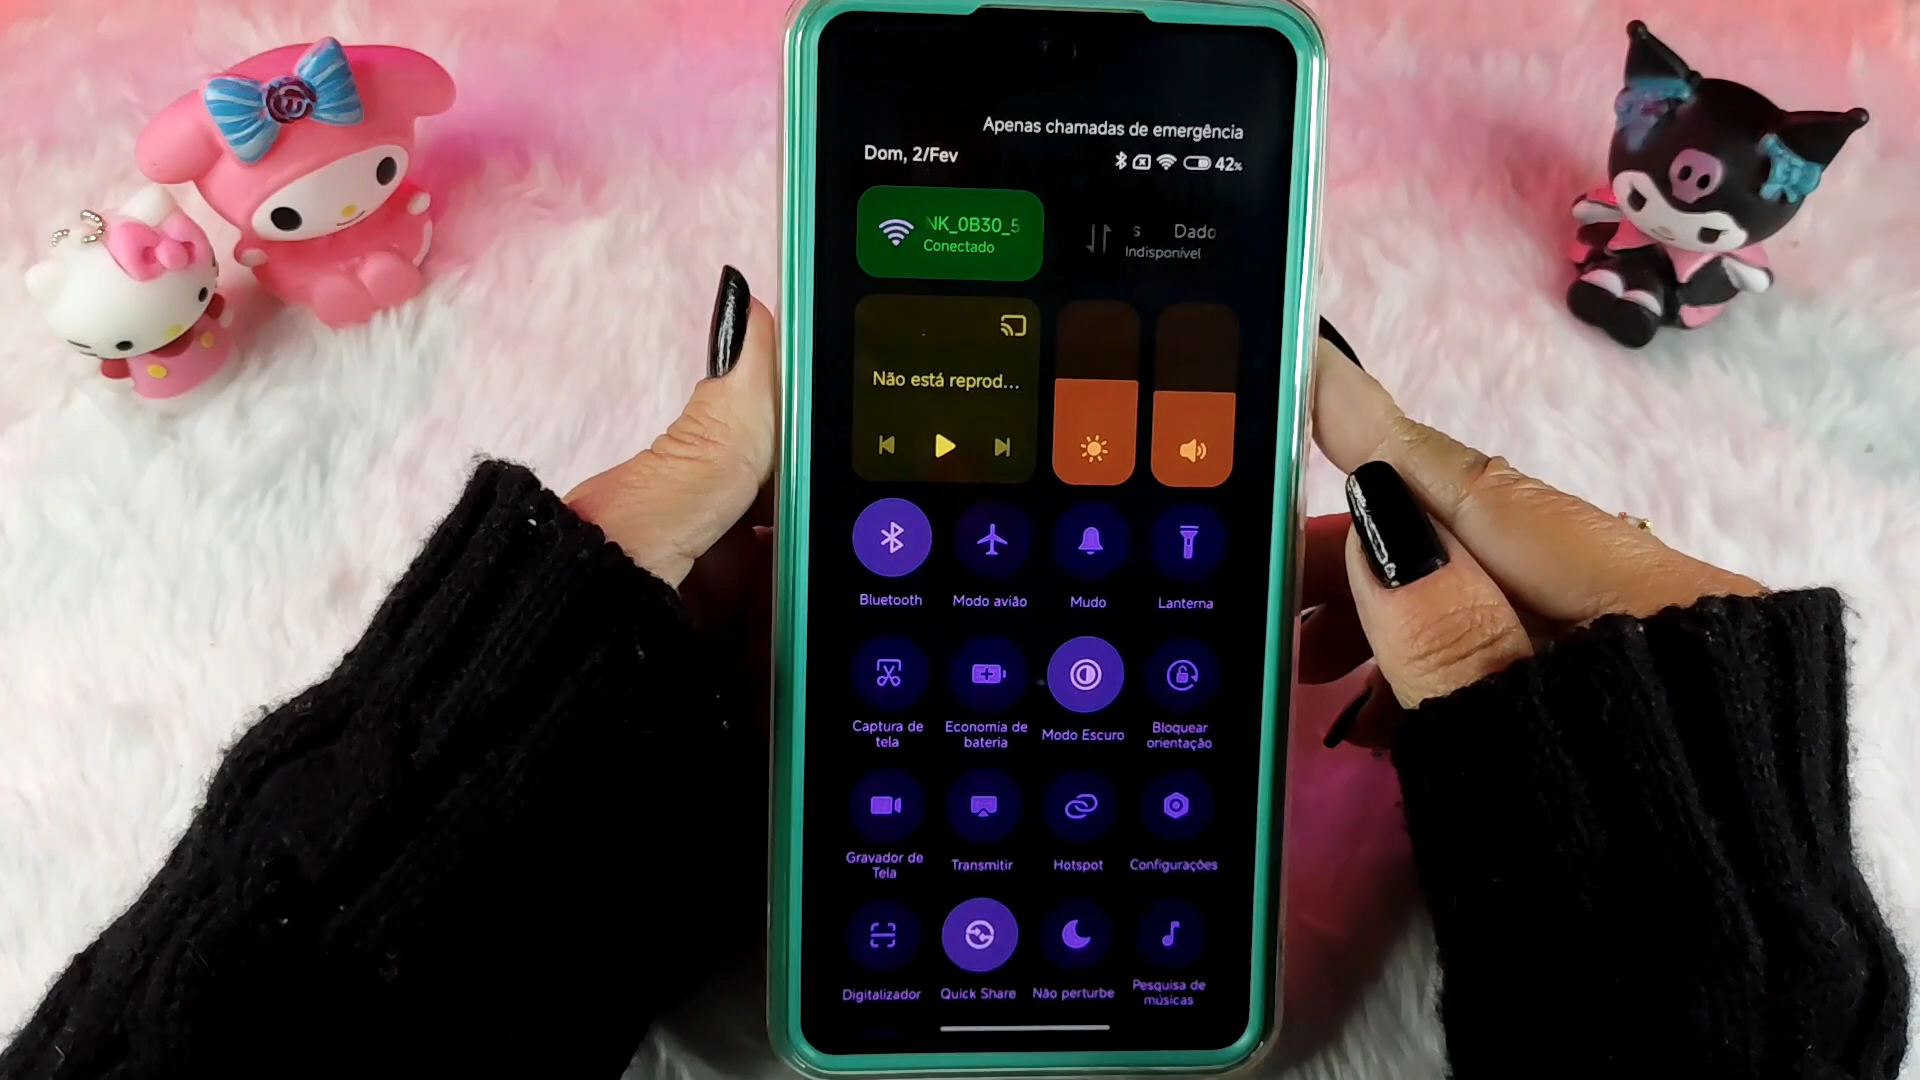 Apenas chamadas de emergência
Dom, 2/Fev
42%
NK_0B30_5
Conectado
s Dado
Indisponível
Não está reprod...
Bluetooth
Modo avião
Mudo
Lanterna
Captura de
tela
Economia de
bateria
Modo Escuro
Bloquear
orientação
Gravador de
Tela
Transmitir
Hotspot
Configurações
Digitalizador
Quick Share
Não perturbe
Pesquisa de
músicas